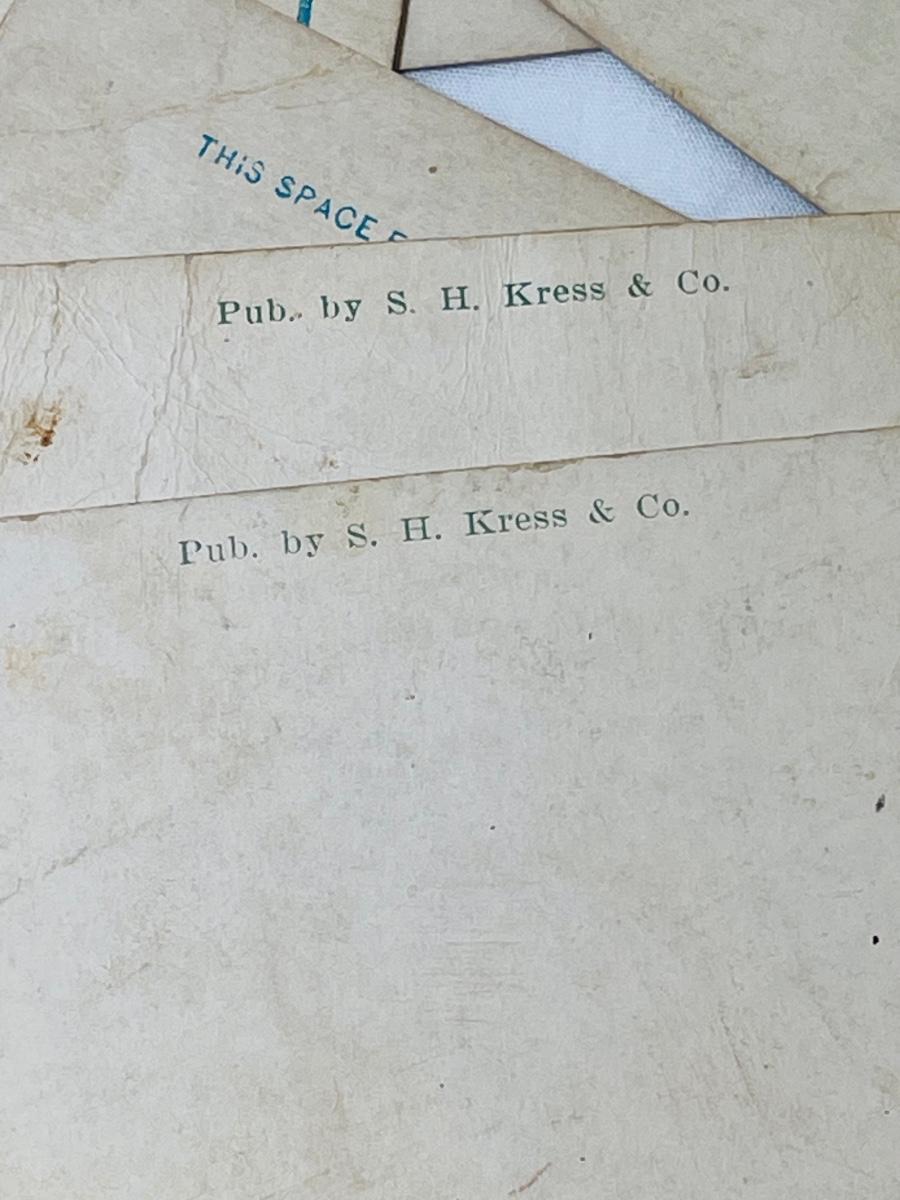 THIS SPACE
Pub. by S. H. Kress & Co.
Pub. by S. H. Kress & Co.